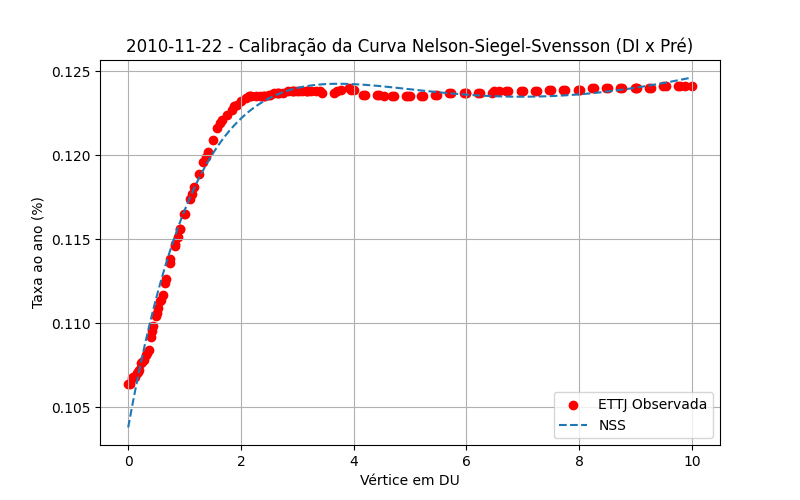 2010-11-22 - Calibração da Curva Nelson-Siegel-Svensson (DI x Pré)
0.125
0.120
0.115
0.110
0.105
Taxa ao ano (%)
ETTJ Observada
NSS
0 2 4 6 8 10
Vértice em DU